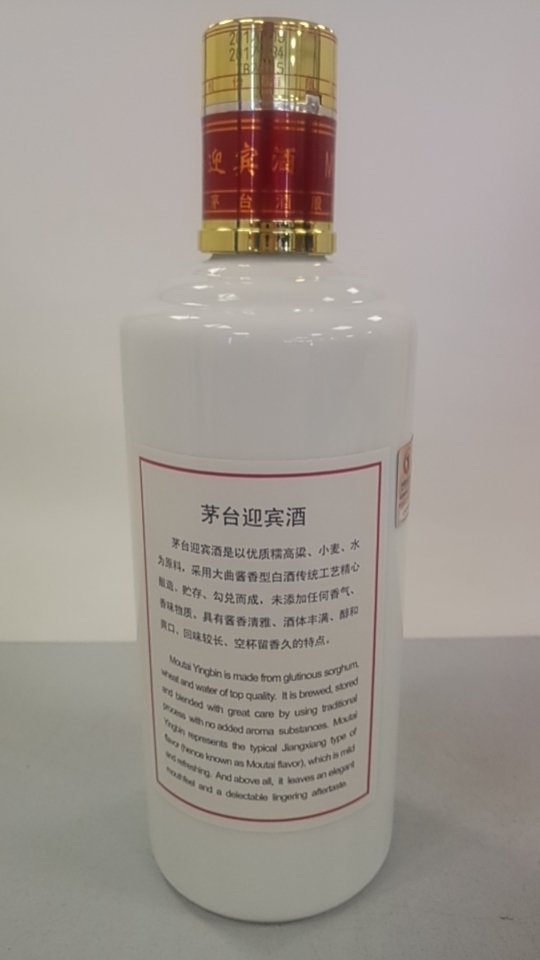 迎宾酒 M
茅台酒股
茅台迎宾酒
茅台迎宾酒是以优质糯高粱、小麦、水
为原料，采用大曲酱香型白酒传统工艺精心
酿造、贮存、勾兑而成，未添加任何香气、
香味物质，具有酱香清雅、酒体丰满、醇和
爽口、回味较长、空杯留香久的特点。
Moutai Yingbin is made from glutinous sorghum,
wheat and water of top quality. It is brewed, stored
and blended with great care by using traditional
process with no added aroma substances. Moutai
Yingbin represents the typical Jiangxiang type of
flavor (hence known as Moutai flavor), which is mild
and refreshing. And above all, it leaves an elegant
mouthfeel and a delectable lingering aftertaste.